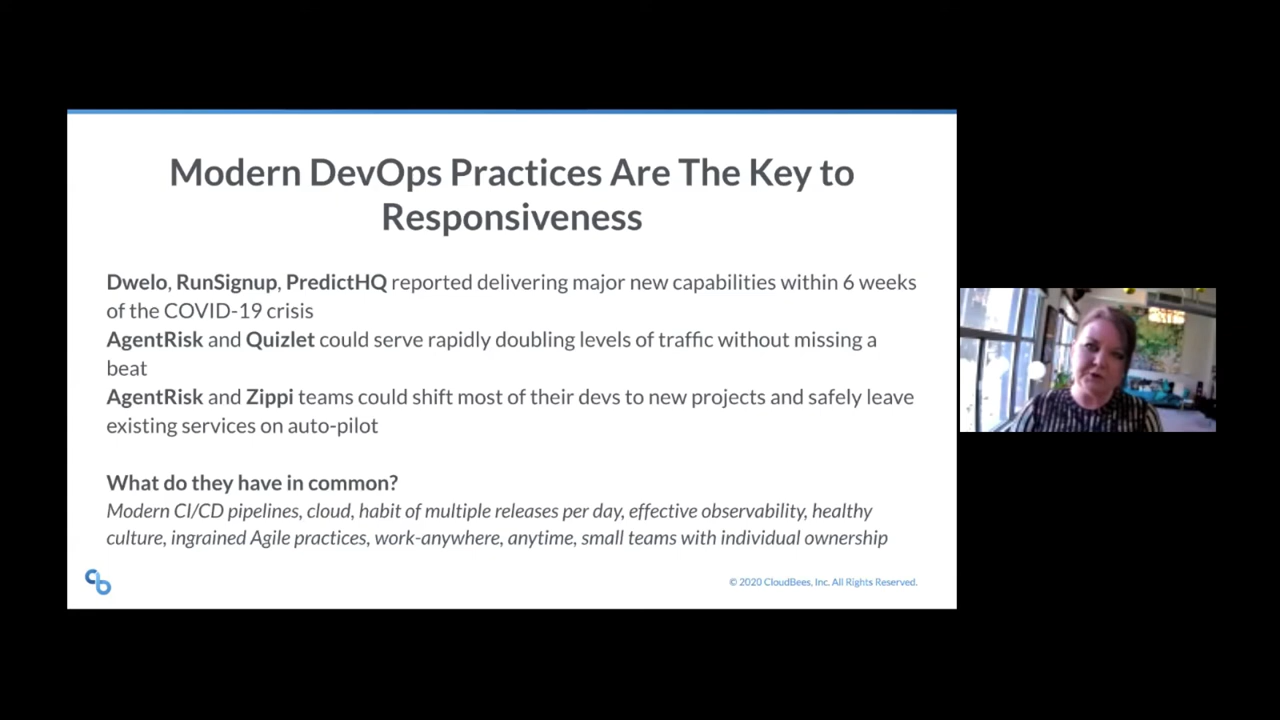 Modern DevOps Practices Are The Key to
Responsiveness
Dwelo, RunSignup, PredictHQ reported delivering major new capabilities within 6 weeks
of the COVID-19 crisis
AgentRisk and Quizlet could serve rapidly doubling levels of traffic without missing a
beat
AgentRisk and Zippi teams could shift most of their devs to new projects and safely leave
existing services on auto-pilot
What do they have in common?
Modern CI/CD pipelines, cloud, habit of multiple releases per day, effective observability, healthy
culture, ingrained Agile practices, work-anywhere, anytime, small teams with individual ownership
© 2020 CloudBees, Inc. All Rights Reserved.